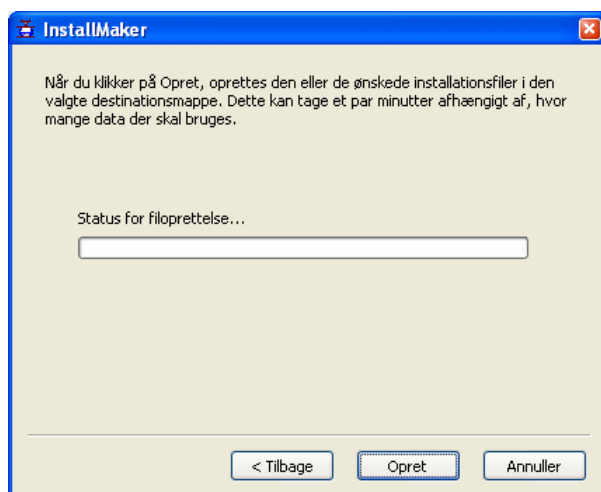 InstallMaker
Når du klikker på Opret, oprettes den eller de ønskede installationsfiler i den
valgte destinationsmappe. Dette kan tage et par minutter afhængigt af, hvor
mange data der skal bruges.
Status for filoprettelse...
< Tilbage
Opret
Annuller